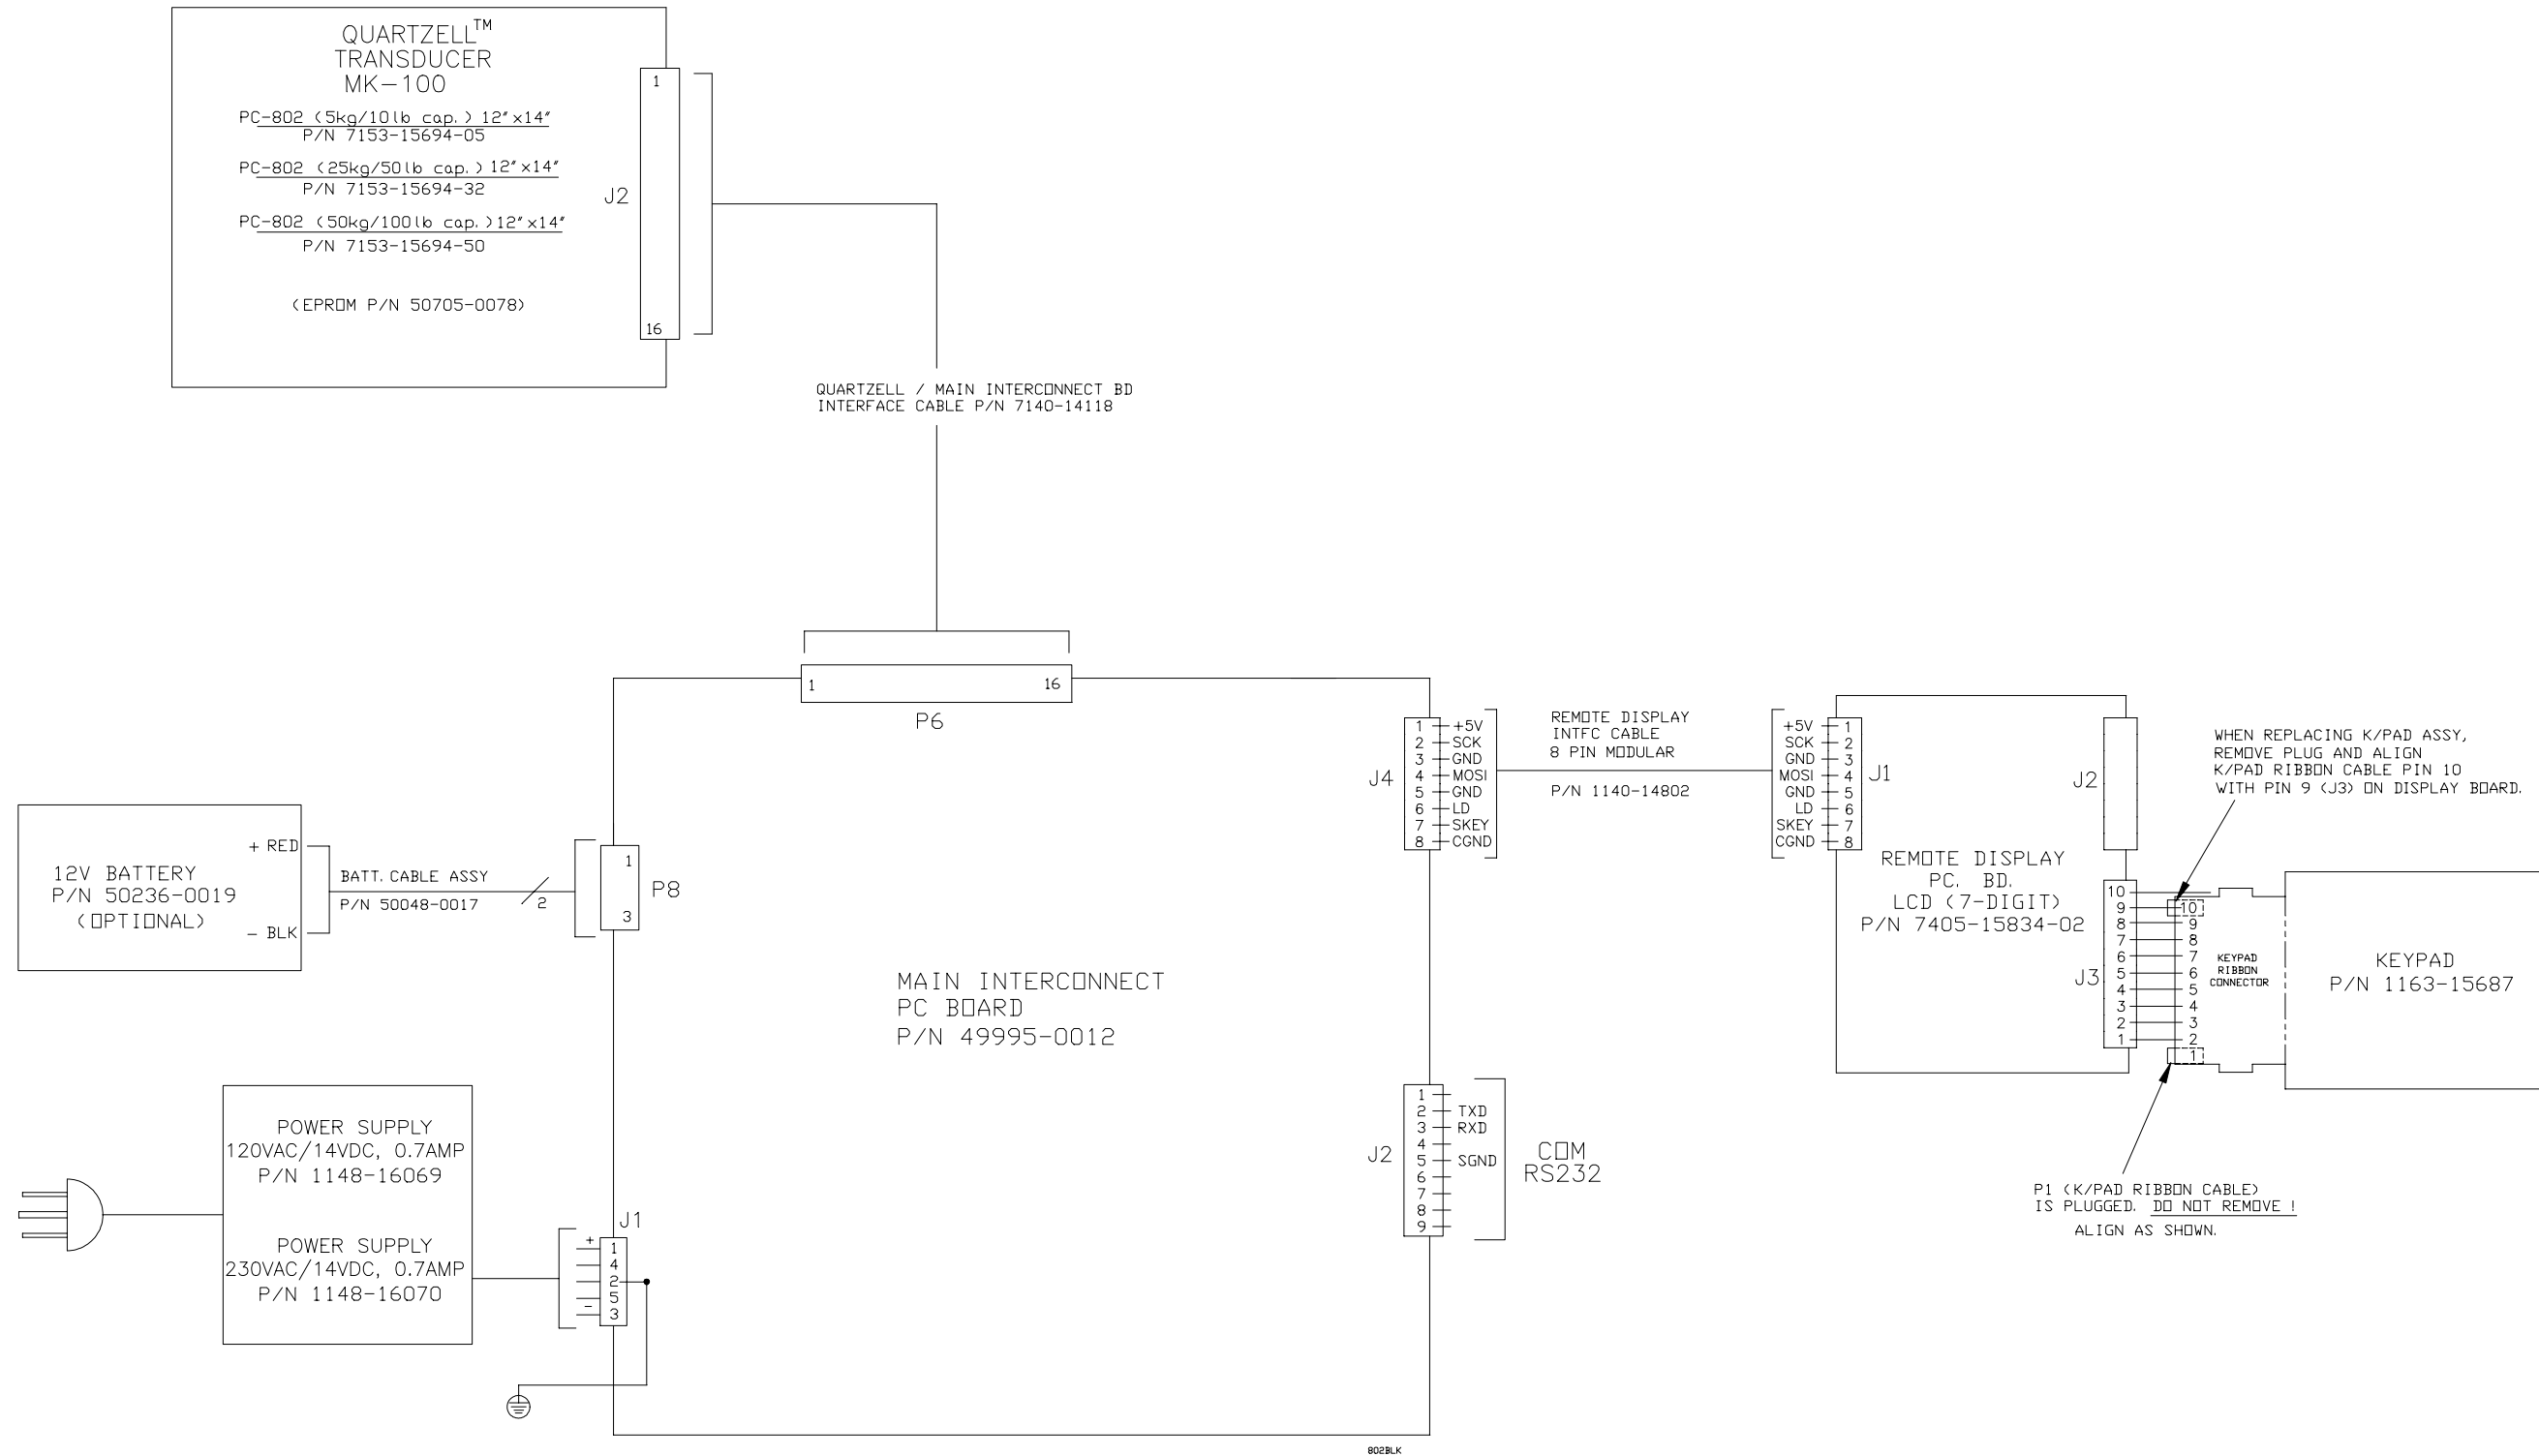 QUARTZELL™
TRANSDUCER
MK-100
PC-802 (5kg/10lb cap.) 12"x14"
P/N 7153-15694-05
PC-802 (25kg/50lb cap.) 12"x14"
P/N 7153-15694-32
PC-802 (50kg/100lb cap.) 12"x14"
P/N 7153-15694-50
(EPROM P/N 50705-0078)
J2
1
16
QUARTZELL / MAIN INTERCONNECT BD
INTERFACE CABLE P/N 7140-14118
1 16
P6
12V BATTERY
P/N 50236-0019
(OPTIONAL)
+ RED
- BLK
BATT. CABLE ASSY
P/N 50048-0017
2
1
3
P8
MAIN INTERCONNECT
PC BOARD
P/N 49995-0012
POWER SUPPLY
120VAC/14VDC, 0.7AMP
P/N 1148-16069
POWER SUPPLY
230VAC/14VDC, 0.7AMP
P/N 1148-16070
J1
+ 1
4
2
5
- 3
J4
1 +5V
2 SCK
3 GND
4 MOSI
5 GND
6 LD
7 SKEY
8 CGND
REMOTE DISPLAY
INTFC CABLE
8 PIN MODULAR
P/N 1140-14802
+5V 1
SCK 2
GND 3
MOSI 4
GND 5
LD 6
SKEY 7
CGND 8
J1
J2
REMOTE DISPLAY
PC. BD.
LCD (7-DIGIT)
P/N 7405-15834-02
J3
10
9 10
8 9
7 8
6 7
5 6
4 5
3 4
2 3
1 2
1
KEYPAD
RIBBON
CONNECTOR
KEYPAD
P/N 1163-15687
WHEN REPLACING K/PAD ASSY,
REMOVE PLUG AND ALIGN
K/PAD RIBBON CABLE PIN 10
WITH PIN 9 (J3) ON DISPLAY BOARD.
P1 (K/PAD RIBBON CABLE)
IS PLUGGED. DO NOT REMOVE !
ALIGN AS SHOWN.
J2
1
2 TXD
3 RXD
4
5 SGND
6
7
8
9
COM
RS232
802BLK